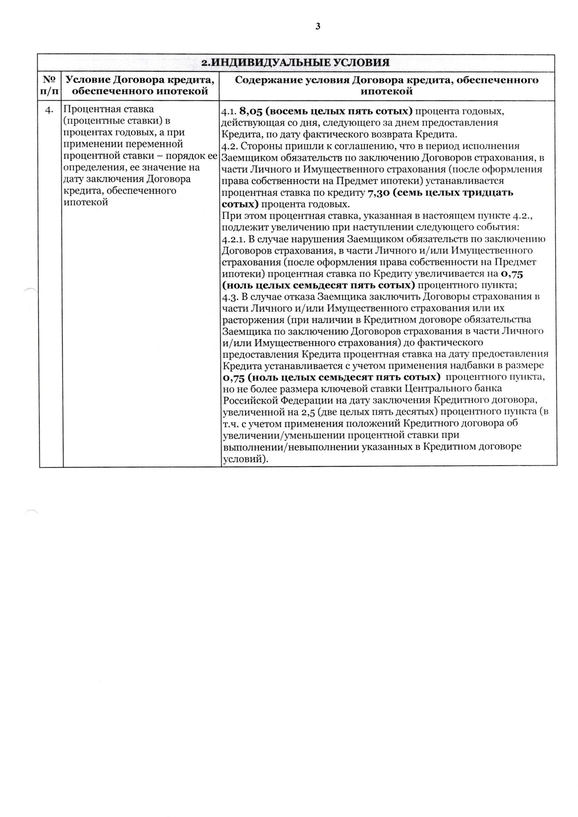 3
2.ИНДИВИДУАЛЬНЫЕ УСЛОВИЯ
№ п/п
Условие Договора кредита, обеспеченного ипотекой
Содержание условия Договора кредита, обеспеченного ипотекой
4.
Процентная ставка
(процентные ставки) в
процентах годовых, а при
применении переменной
процентной ставки – порядок ее
определения, ее значение на
дату заключения Договора
кредита, обеспеченного
ипотекой
4.1. 8,05 (восемь целых пять сотых) процента годовых,
действующая со дня, следующего за днем предоставления
Кредита, по дату фактического возврата Кредита.
4.2. Стороны пришли к соглашению, что в период исполнения
Заемщиком обязательств по заключению Договоров страхования, в
части Личного и Имущественного страхования (после оформления
права собственности на Предмет ипотеки) устанавливается
процентная ставка по кредиту 7,30 (семь целых тридцать
сотых) процента годовых.
При этом процентная ставка, указанная в настоящем пункте 4.2.,
подлежит увеличению при наступлении следующего события:
4.2.1. В случае нарушения Заемщиком обязательств по заключению
Договоров страхования, в части Личного и/или Имущественного
страхования (после оформления права собственности на Предмет
ипотеки) процентная ставка по Кредиту увеличивается на 0,75
(ноль целых семьдесят пять сотых) процентного пункта;
4.3. В случае отказа Заемщика заключить Договоры страхования в
части Личного и/или Имущественного страхования или их
расторжения (при наличии в Кредитном договоре обязательства
Заемщика по заключению Договоров страхования в части Личного
и/или Имущественного страхования) до фактического
предоставления Кредита процентная ставка на дату предоставления
Кредита устанавливается с учетом применения надбавки в размере
0,75 (ноль целых семьдесят пять сотых) процентного пункта,
но не более размера ключевой ставки Центрального банка
Российской Федерации на дату заключения Кредитного договора,
увеличенной на 2,5 (две целых пять десятых) процентного пункта (в
т.ч. с учетом применения положений Кредитного договора об
увеличении/уменьшении процентной ставки при
выполнении/невыполнении указанных в Кредитном договоре
условий).